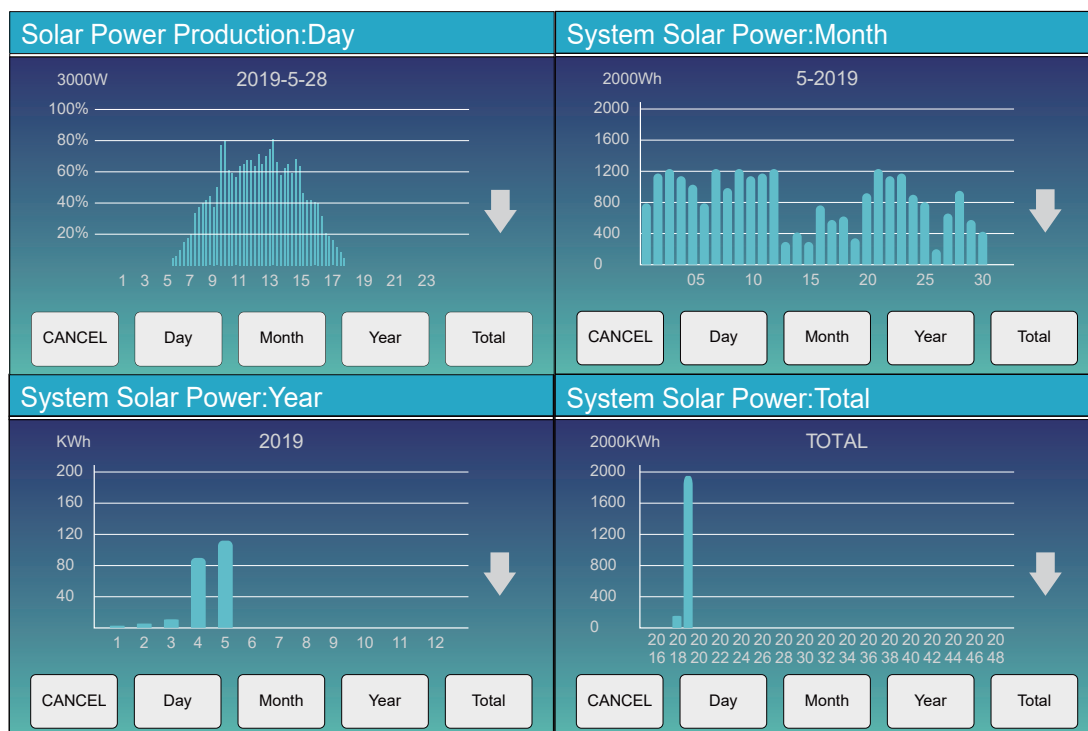 Solar Power Production:Day
3000W
2019-5-28
100%
80%
60%
40%
20%
1 3 5 7 9 11 13 15 17 19 21 23
CANCEL Day Month Year Total
System Solar Power:Month
2000Wh
5-2019
2000
1600
1200
800
400
0
05 10 15 20 25 30
CANCEL Day Month Year Total
System Solar Power:Year
KWh
2019
200
160
120
80
40
1 2 3 4 5 6 7 8 9 10 11 12
CANCEL Day Month Year Total
System Solar Power:Total
2000KWh
TOTAL
2000
1600
1200
800
400
0
20 20 20 20 20 20 20 20 20 20 20 20 20 20 20 20 20
16 18 20 22 24 26 28 30 32 34 36 38 40 42 44 46 48
CANCEL Day Month Year Total